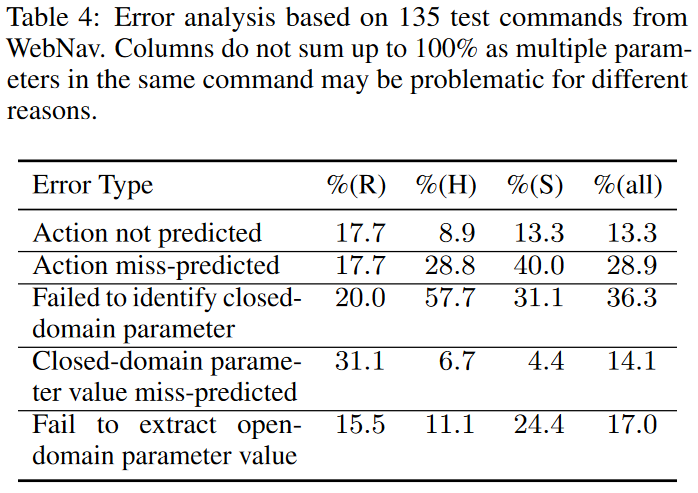 Table 4: Error analysis based on 135 test commands from
WebNav. Columns do not sum up to 100% as multiple param-
eters in the same command may be problematic for different
reasons.
Error Type %(R) %(H) %(S) %(all)
Action not predicted 17.7 8.9 13.3 13.3
Action miss-predicted 17.7 28.8 40.0 28.9
Failed to identify closed- 20.0 57.7 31.1 36.3
domain parameter
Closed-domain parame- 31.1 6.7 4.4 14.1
ter value miss-predicted
Fail to extract open- 15.5 11.1 24.4 17.0
domain parameter value